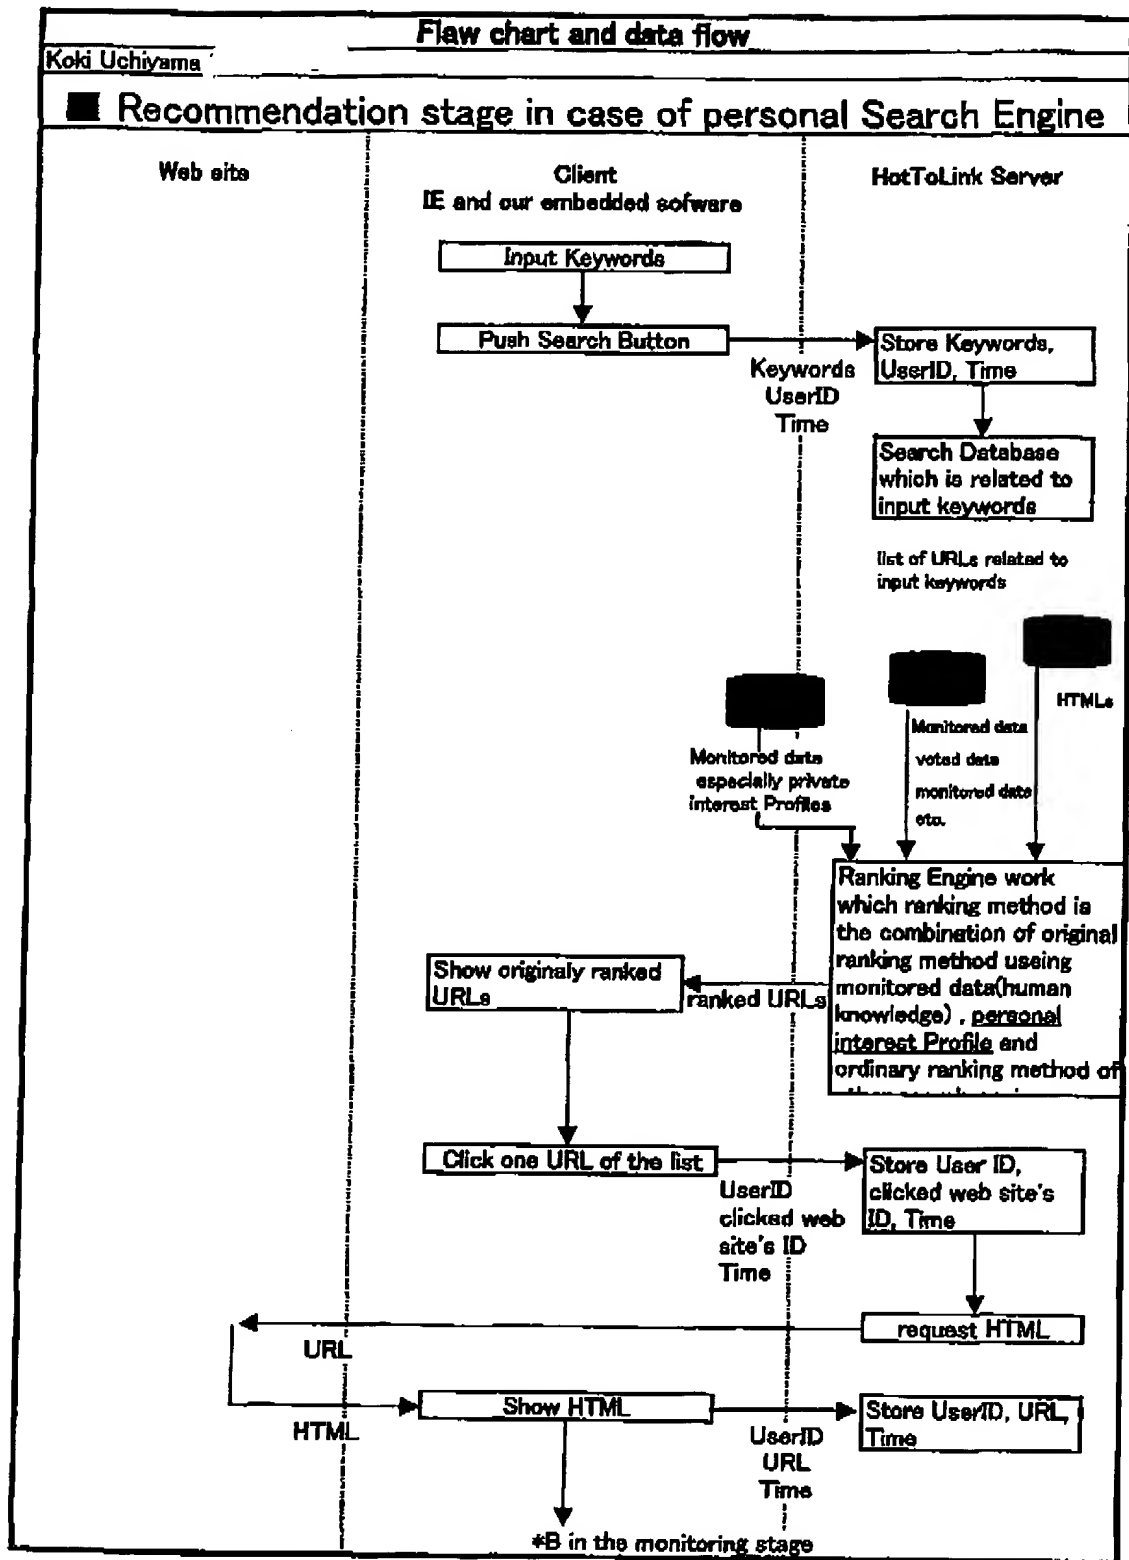 Flaw chart and data flow
Koki Uchiyama
Recommendation stage in case of personal Search Engine
Web site
Client
IE and our embedded sofware
HotToLink Server
Input Keywords
Push Search Button
Keywords
UserID
Time
Store Keywords,
UserID, Time
Search Database
which is related to
input keywords
list of URLs related to
input keywords
HTMLs
Monitored data
voted data
monitored data
etc.
Monitored data
especially private
interest Profiles
Ranking Engine work
which ranking method is
the combination of original
ranking method useing
monitored data(human
knowledge) , personal
interest Profile and
ordinary ranking method of
Show originaly ranked
URLs
ranked URLs
Click one URL of the list
UserID
clicked web
site's ID
Time
Store User ID,
clicked web site's
ID, Time
request HTML
URL
HTML
Show HTML
UserID
URL
Time
Store UserID, URL,
Time
*B in the monitoring stage